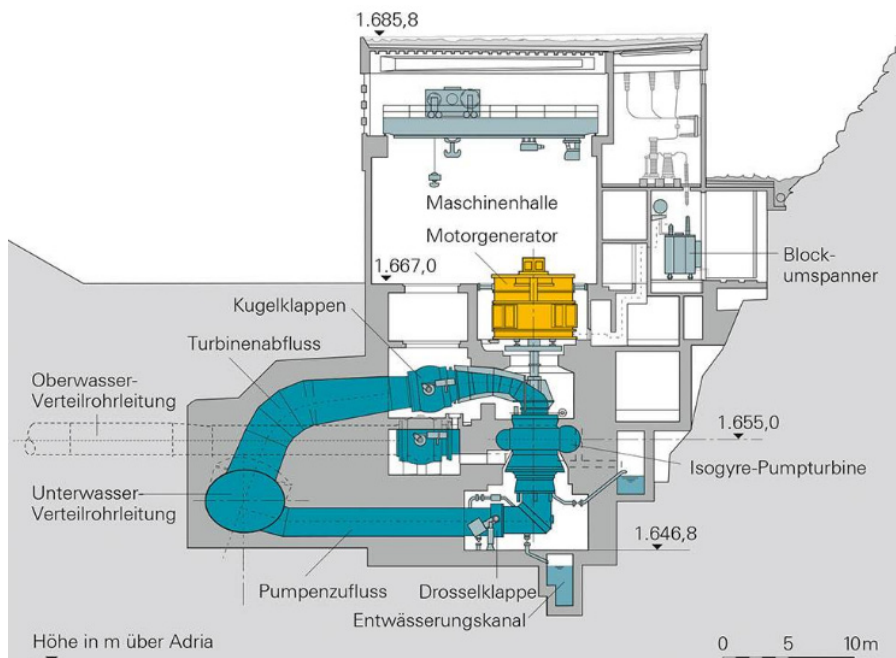 1.685,8
Maschinenhalle
Motorgenerator
Block-
umspanner
1.667,0
Kugelklappen
Turbinenabfluss
Oberwasser-
Verteilrohrleitung
1.655,0
Isogyre-Pumpturbine
Unterwasser-
Verteilrohrleitung
1.646,8
Pumpenzufluss
Drosselklappe
Entwässerungskanal
Höhe in m über Adria
0 5 10m